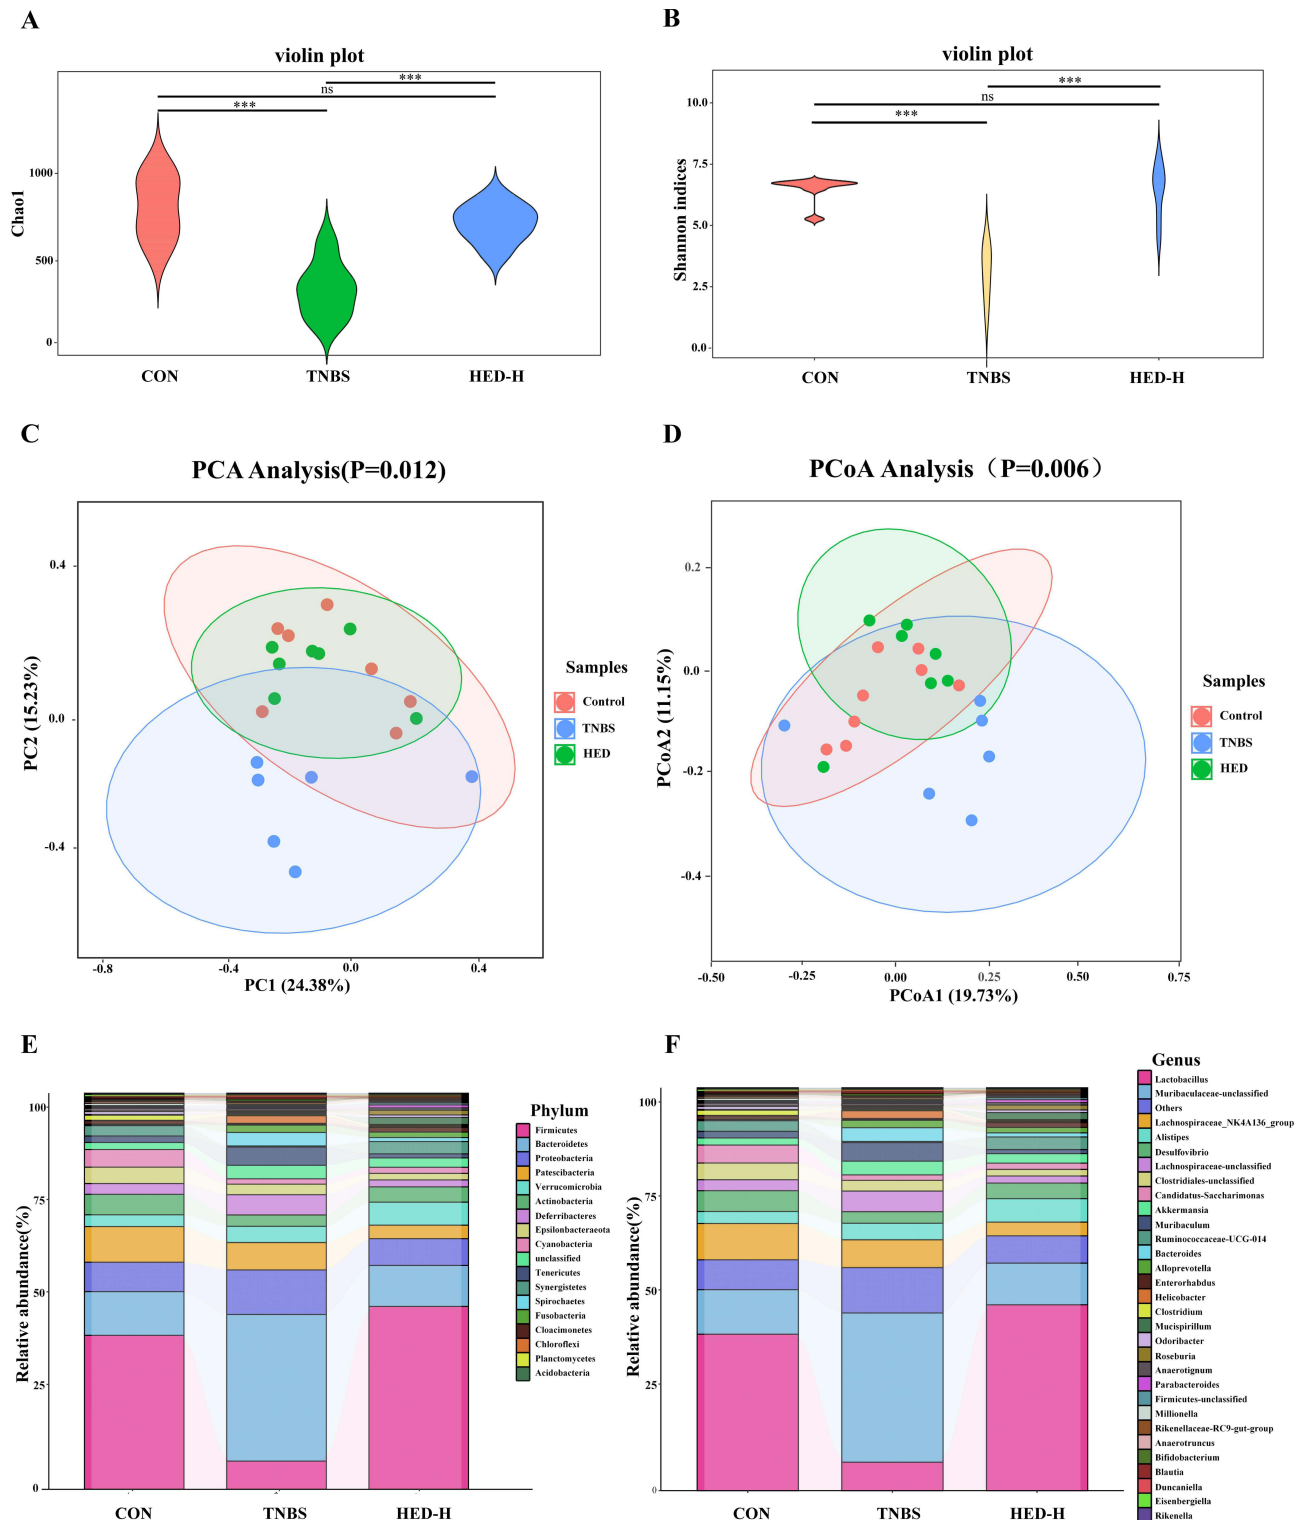 A
violin plot
***
ns
***
Chao1
1000
500
0
CON
TNBS
HED-H
B
violin plot
***
ns
***
Shannon indices
10.0
7.5
5.0
2.5
0.0
CON
TNBS
HED-H
C
PCA Analysis(P=0.012)
PC2 (15.23%)
0.4
0.0
-0.4
-0.8
-0.4
0.0
0.4
PC1 (24.38%)
Samples
Control
TNBS
HED
D
PCoA Analysis（P=0.006）
PCoA2 (11.15%)
0.2
0.0
-0.2
-0.4
-0.50
-0.25
0.00
0.25
0.50
0.75
PCoA1 (19.73%)
Samples
Control
TNBS
HED
E
Relative abundance(%)
100
75
50
25
0
CON
TNBS
HED-H
Phylum
Firmicutes
Bacteroidetes
Proteobacteria
Patescibacteria
Verrucomicrobia
Actinobacteria
Deferribacteres
Epsilonbacteraeota
Cyanobacteria
unclassified
Tenericutes
Synergistetes
Spirochaetes
Fusobacteria
Cloacimonetes
Chloroflexi
Planctomycetes
Acidobacteria
F
Relative abundance(%)
100
75
50
25
0
CON
TNBS
HED-H
Genus
Lactobacillus
Muribaculaceae-unclassified
Others
Lachnospiraceae_NK4A136_group
Alistipes
Desulfovibrio
Lachnospiraceae-unclassified
Clostridiales-unclassified
Candidatus-Saccharimonas
Akkermansia
Muribaculum
Ruminococcaceae-UCG-014
Bacteroides
Alloprevotella
Enterorhabdus
Helicobacter
Clostridium
Mucispirillum
Odoribacter
Roseburia
Anaerotignum
Parabacteroides
Firmicutes-unclassified
Millionella
Rikenellaceae-RC9-gut-group
Anaerotruncus
Bifidobacterium
Blautia
Duncaniella
Eisenbergiella
Rikenella